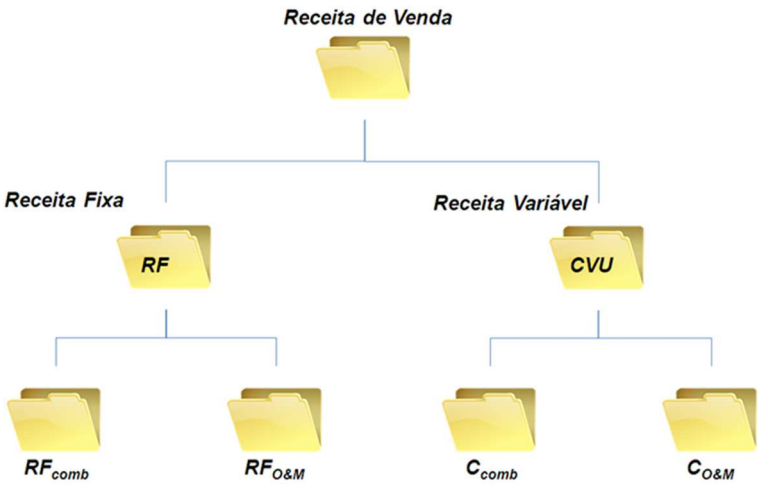 Receita de Venda
Receita Fixa
Receita Variável
RF
CVU
RFcomb
RFO&M
Ccomb
CO&M